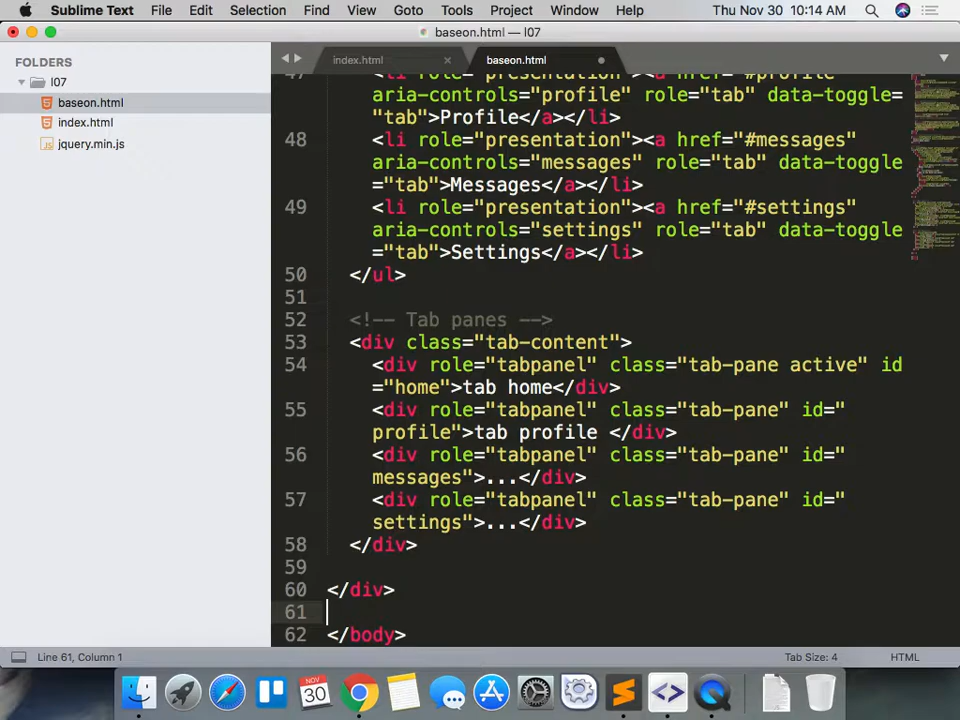 Sublime Text File Edit Selection Find View Goto Tools Project Window Help Thu Nov 30 10:14 AM
baseon.html — l07
FOLDERS
l07
baseon.html
index.html
jquery.min.js
index.html × baseon.html
47 <li role="presentation"><a href="#profile"
aria-controls="profile" role="tab" data-toggle=
"tab">Profile</a></li>
48 <li role="presentation"><a href="#messages"
aria-controls="messages" role="tab" data-toggle
="tab">Messages</a></li>
49 <li role="presentation"><a href="#settings"
aria-controls="settings" role="tab" data-toggle
="tab">Settings</a></li>
50 </ul>
51
52 <!-- Tab panes -->
53 <div class="tab-content">
54 <div role="tabpanel" class="tab-pane active" id
="home">tab home</div>
55 <div role="tabpanel" class="tab-pane" id="
profile">tab profile </div>
56 <div role="tabpanel" class="tab-pane" id="
messages">...</div>
57 <div role="tabpanel" class="tab-pane" id="
settings">...</div>
58 </div>
59
60 </div>
61
62 </body>
Line 61, Column 1 Tab Size: 4 HTML
NOV
30